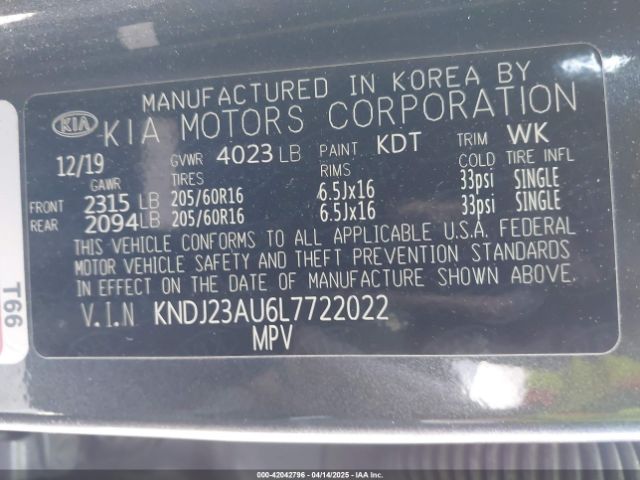 MANUFACTURED IN KOREA BY
KIA KIA MOTORS CORPORATION
12/19 GVWR 4023 LB PAINT KDT TRIM WK
GAWR TIRES RIMS COLD TIRE INFL
FRONT 2315 LB 205/60R16 6.5Jx16 33psi SINGLE
REAR 2094 LB 205/60R16 6.5Jx16 33psi SINGLE
THIS VEHICLE CONFORMS TO ALL APPLICABLE U.S.A. FEDERAL
MOTOR VEHICLE SAFETY AND THEFT PREVENTION STANDARDS
IN EFFECT ON THE DATE OF MANUFACTURE SHOWN ABOVE.
V.I.N KNDJ23AU6L7722022
MPV
T66
000-42042796 - 04/14/2025 - IAAI.COM